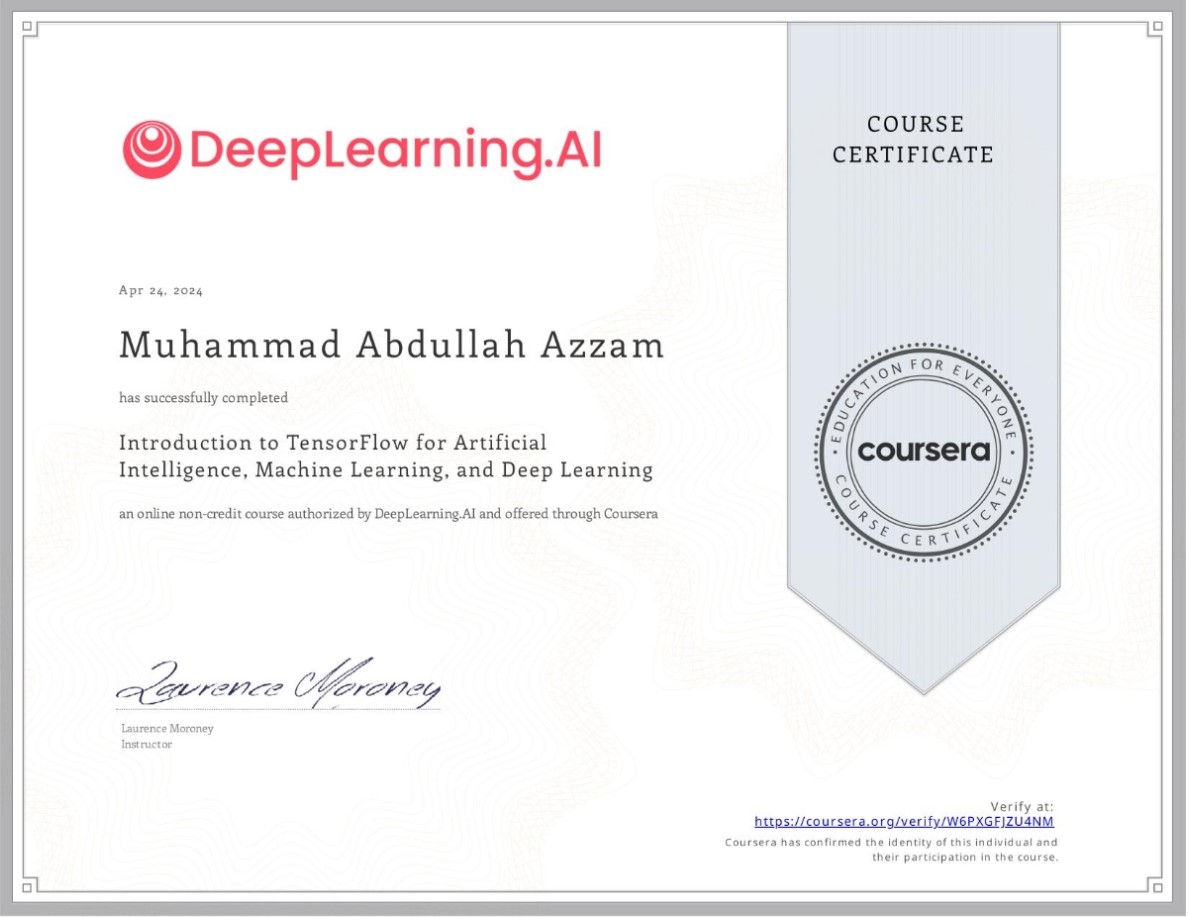 DeepLearning.AI
COURSE
CERTIFICATE
Apr 24, 2024
Muhammad Abdullah Azzam
has successfully completed
Introduction to TensorFlow for Artificial
Intelligence, Machine Learning, and Deep Learning
an online non-credit course authorized by DeepLearning.AI and offered through Coursera
EDUCATION FOR EVERYONE
coursera
COURSE CERTIFICATE
Laurence Moroney
Laurence Moroney
Instructor
Verify at:
https://coursera.org/verify/W6PXGFJZU4NM
Coursera has confirmed the identity of this individual and
their participation in the course.